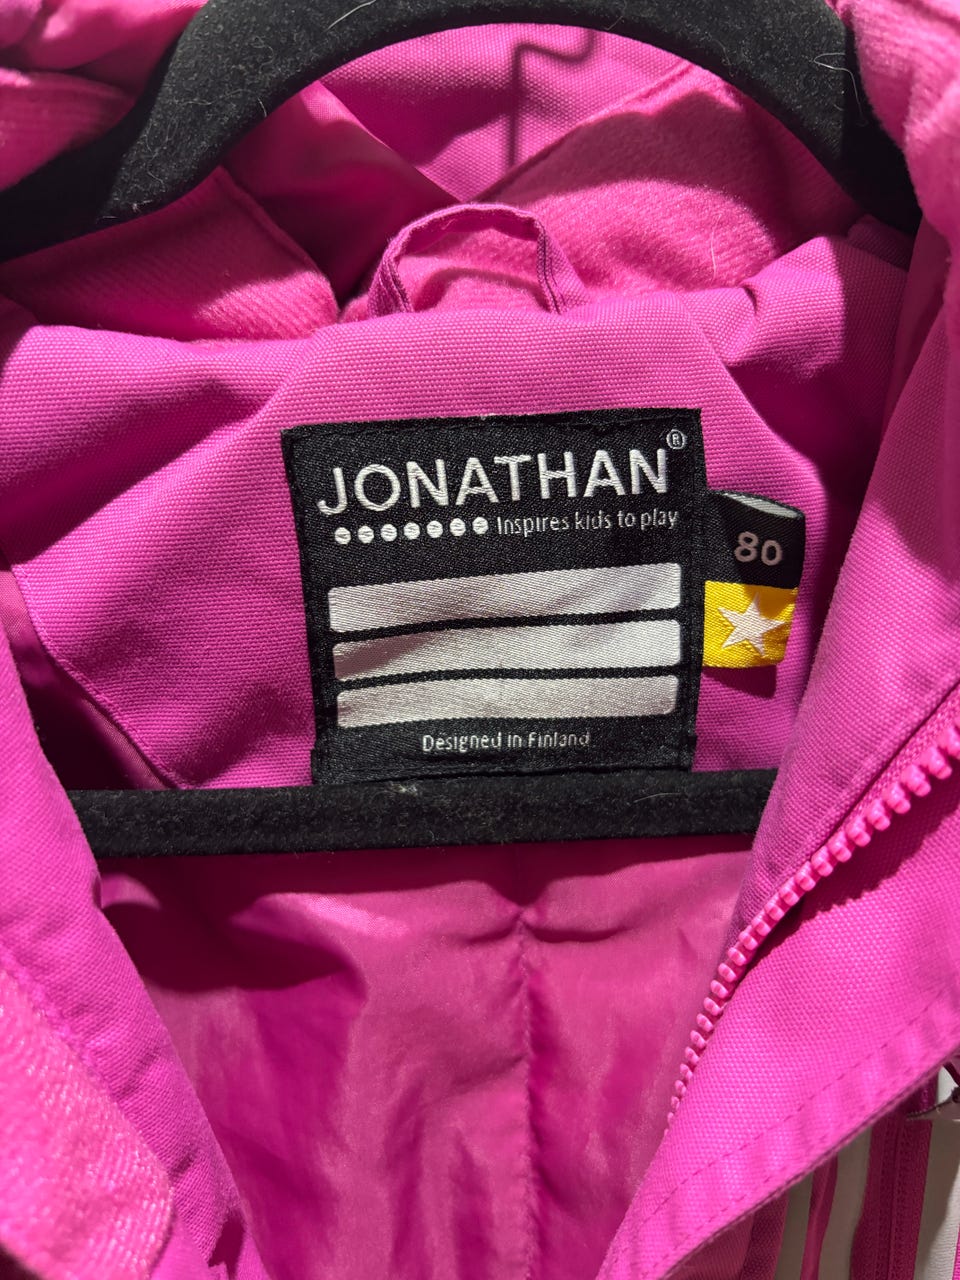 JONATHAN®
Inspires kids to play
80
Designed in Finland